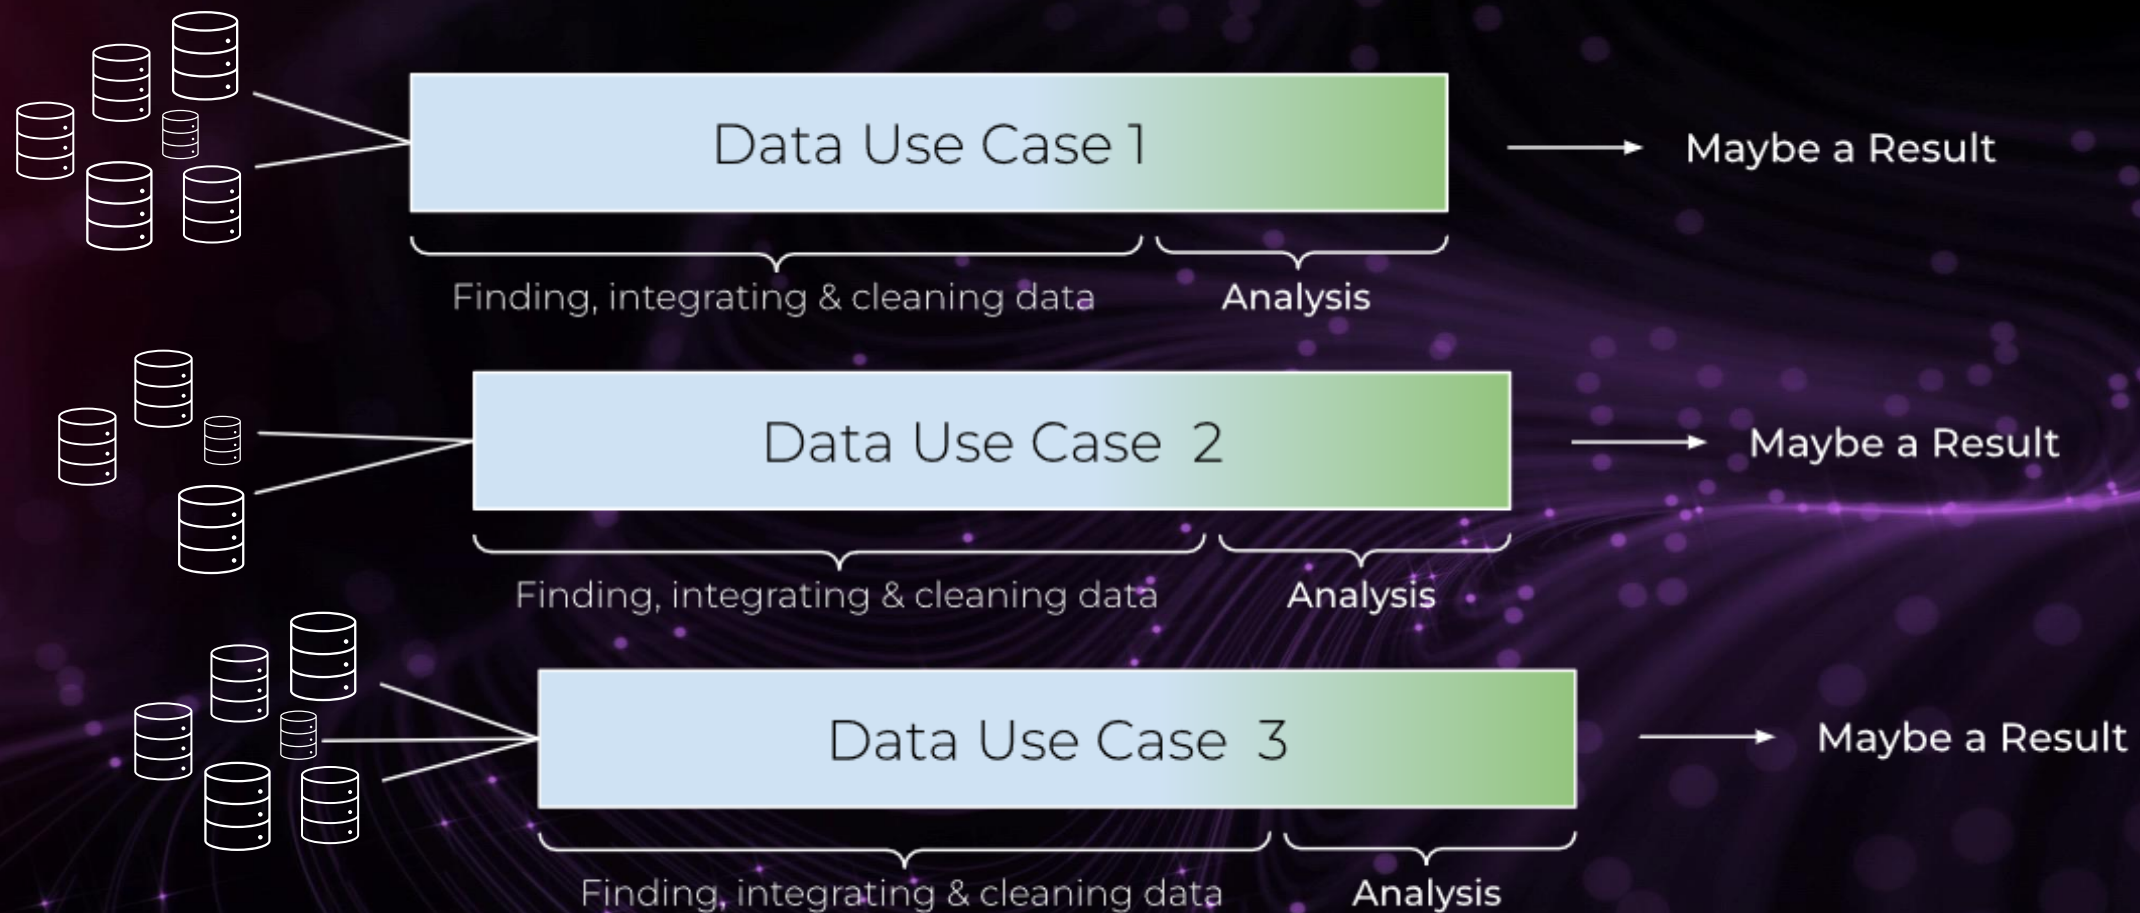 Data Use Case 1
Maybe a Result
Finding, integrating & cleaning data
Analysis
Data Use Case 2
Maybe a Result
Finding, integrating & cleaning data
Analysis
Data Use Case 3
Maybe a Result
Finding, integrating & cleaning data
Analysis